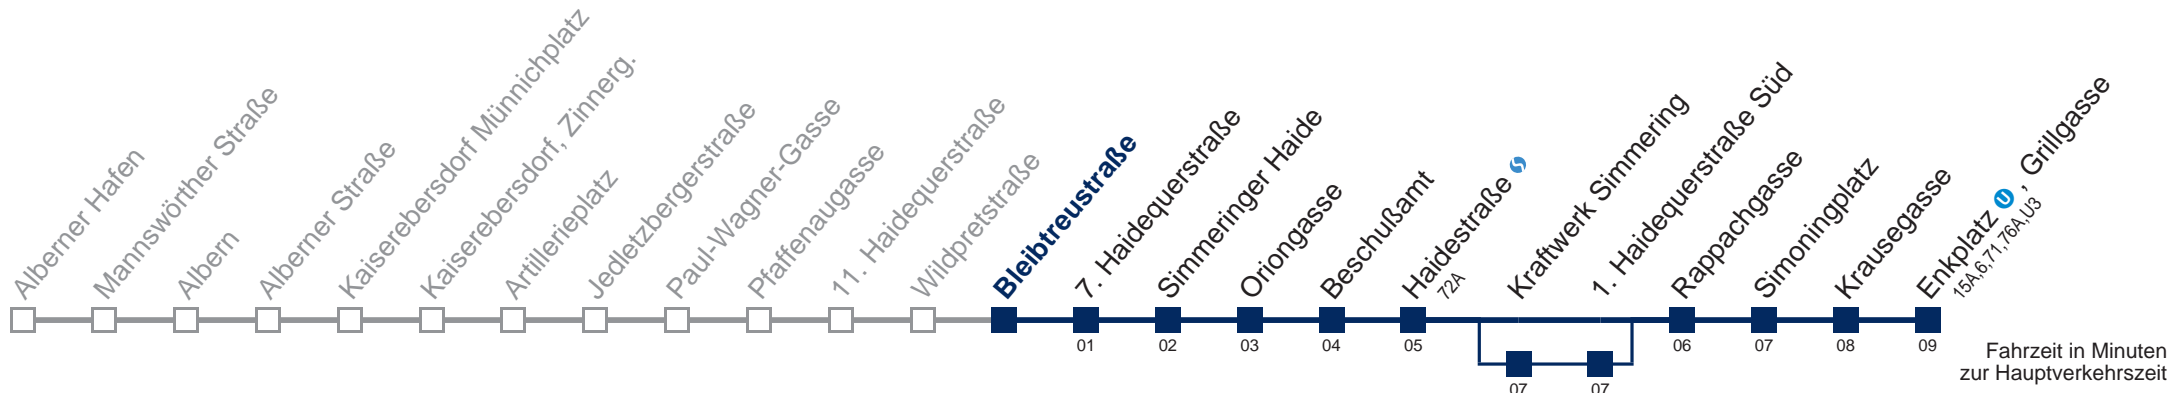 Alberner Hafen
Mannswörther Straße
Albern
Alberner Straße
Kaiserebersdorf Münnichplatz
Kaiserebersdorf, Zinnerg.
Artillerieplatz
Jedletzbergerstraße
Paul-Wagner-Gasse
Pfaffenaugasse
11. Haidequerstraße
Wildpretstraße
Bleibtreustraße
7. Haidequerstraße
Simmeringer Haide
Oriongasse
Beschußamt
Haidestraße S
72A
Kraftwerk Simmering
1. Haidequerstraße Süd
Rappachgasse
Simoningplatz
Krausegasse
Enkplatz U , Grillgasse
15A,6,71,76A,U3
01
02
03
04
05
06
07
08
09
07
07
Fahrzeit in Minuten
zur Hauptverkehrszeit